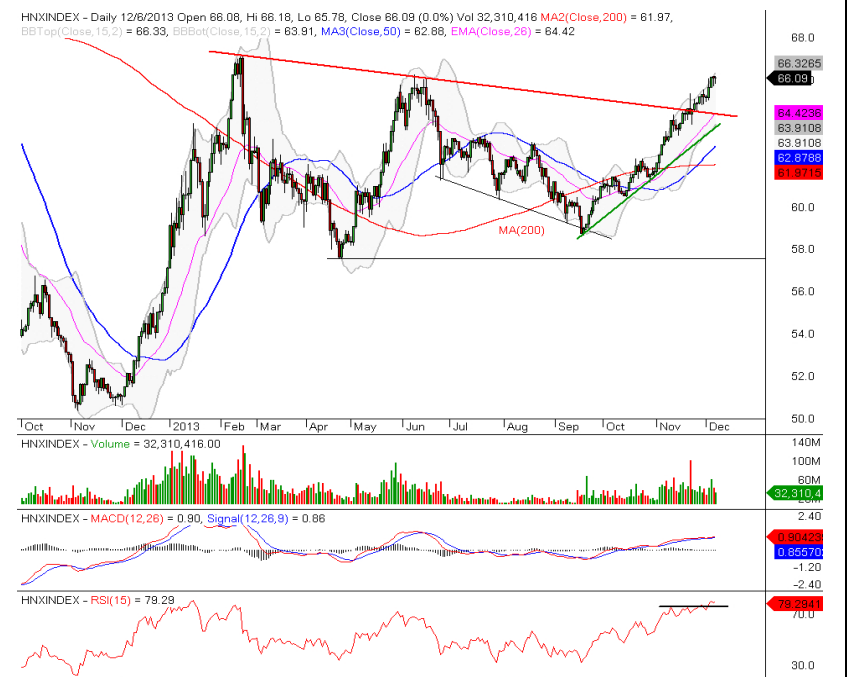 HNXINDEX - Daily 12/6/2013 Open 66.08, Hi 66.18, Lo 65.78, Close 66.09 (0.0%) Vol 32,310,416 MA2(Close,200) = 61.97,
BBTop(Close,15,2) = 66.33, BBBot(Close,15,2) = 63.91, MA3(Close,50) = 62.88, EMA(Close,26) = 64.42
68.0
66.3265
66.09
64.4236
63.9108
63.9108
62.8788
61.9715
60.0
MA(200)
58.0
56.0
54.0
52.0
50.0
Oct Nov Dec 2013 Feb Mar Apr May Jun Jul Aug Sep Oct Nov Dec
HNXINDEX - Volume = 32,310,416.00
140M
100M
60M
32,310,4
HNXINDEX - MACD(12,26) = 0.90, Signal(12,26,9) = 0.86
2.40
0.90423
0.85570
-1.20
-2.40
HNXINDEX - RSI(15) = 79.29
79.2941
70.0
30.0